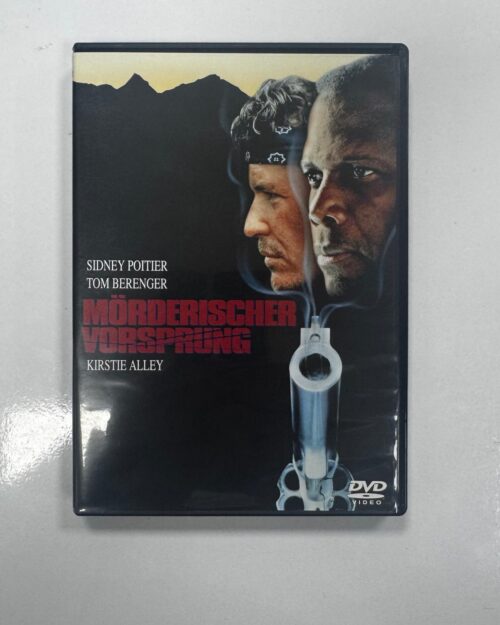 SIDNEY POITIER
TOM BERENGER
MÖRDERISCHER
VORSPRUNG
KIRSTIE ALLEY
DVD
VIDEO